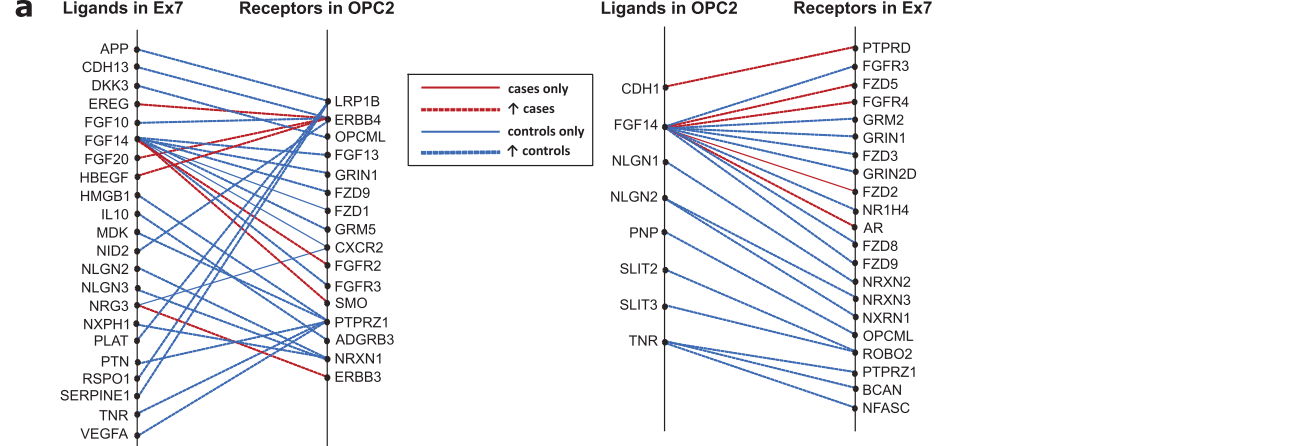 a
Ligands in Ex7
Receptors in OPC2
APP
CDH13
DKK3
EREG
FGF10
FGF14
FGF20
HBEGF
HMGB1
IL10
MDK
NID2
NLGN2
NLGN3
NRG3
NXPH1
PLAT
PTN
RSPO1
SERPINE1
TNR
VEGFA
LRP1B
ERBB4
OPCML
FGF13
GRIN1
FZD9
FZD1
GRM5
CXCR2
FGFR2
FGFR3
SMO
PTPRZ1
ADGRB3
NRXN1
ERBB3
cases only
↑ cases
controls only
↑ controls
Ligands in OPC2
Receptors in Ex7
CDH1
FGF14
NLGN1
NLGN2
PNP
SLIT2
SLIT3
TNR
PTPRD
FGFR3
FZD5
FGFR4
GRM2
GRIN1
FZD3
GRIN2D
FZD2
NR1H4
AR
FZD8
FZD9
NRXN2
NRXN3
NXRN1
OPCML
ROBO2
PTPRZ1
BCAN
NFASC